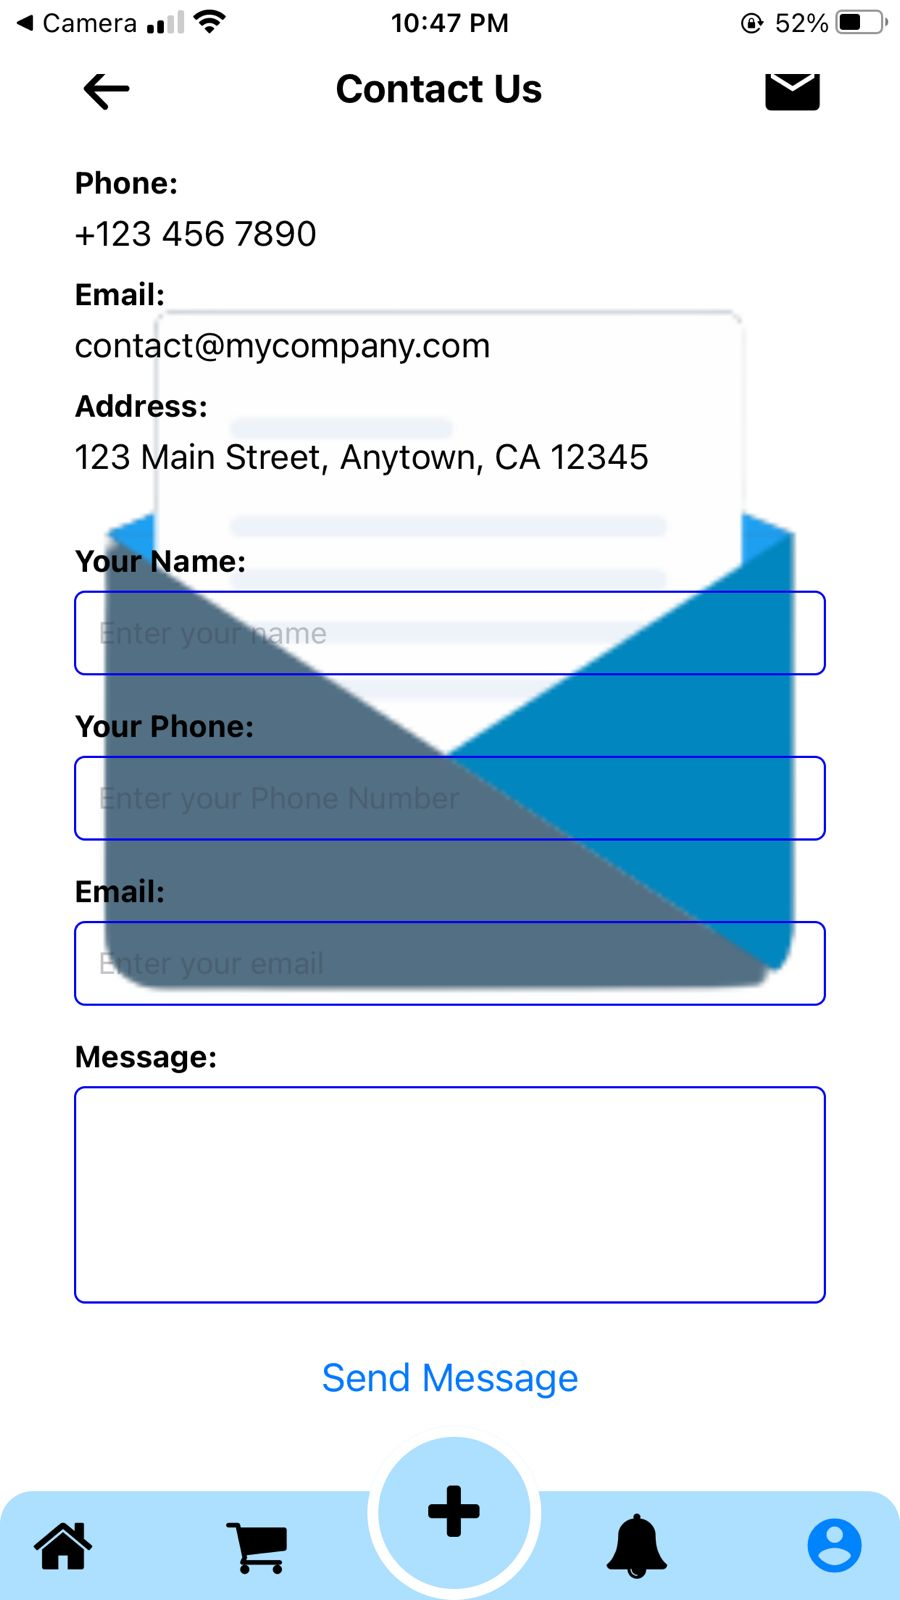 Camera
10:47 PM
52%
Contact Us
Phone:
+123 456 7890
Email:
contact@mycompany.com
Address:
123 Main Street, Anytown, CA 12345
Your Name:
Enter your name
Your Phone:
Enter your Phone Number
Email:
Enter your email
Message:
Send Message